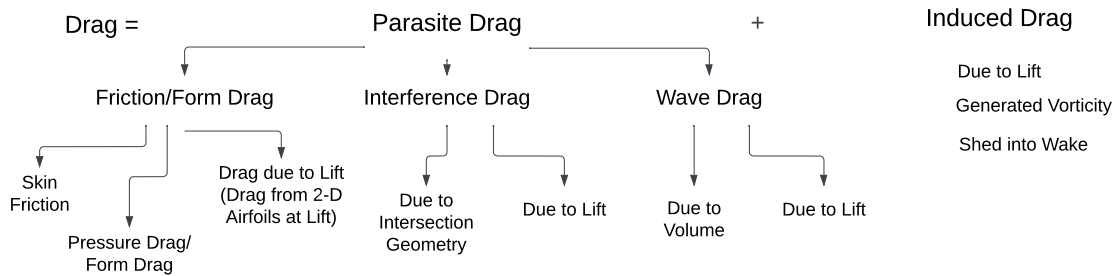 Drag = Parasite Drag + Induced Drag
Due to Lift
Generated Vorticity
Shed into Wake
Friction/Form Drag
Interference Drag
Wave Drag
Skin
Friction
Pressure Drag/
Form Drag
Drag due to Lift
(Drag from 2-D
Airfoils at Lift)
Due to
Intersection
Geometry
Due to Lift
Due to
Volume
Due to Lift